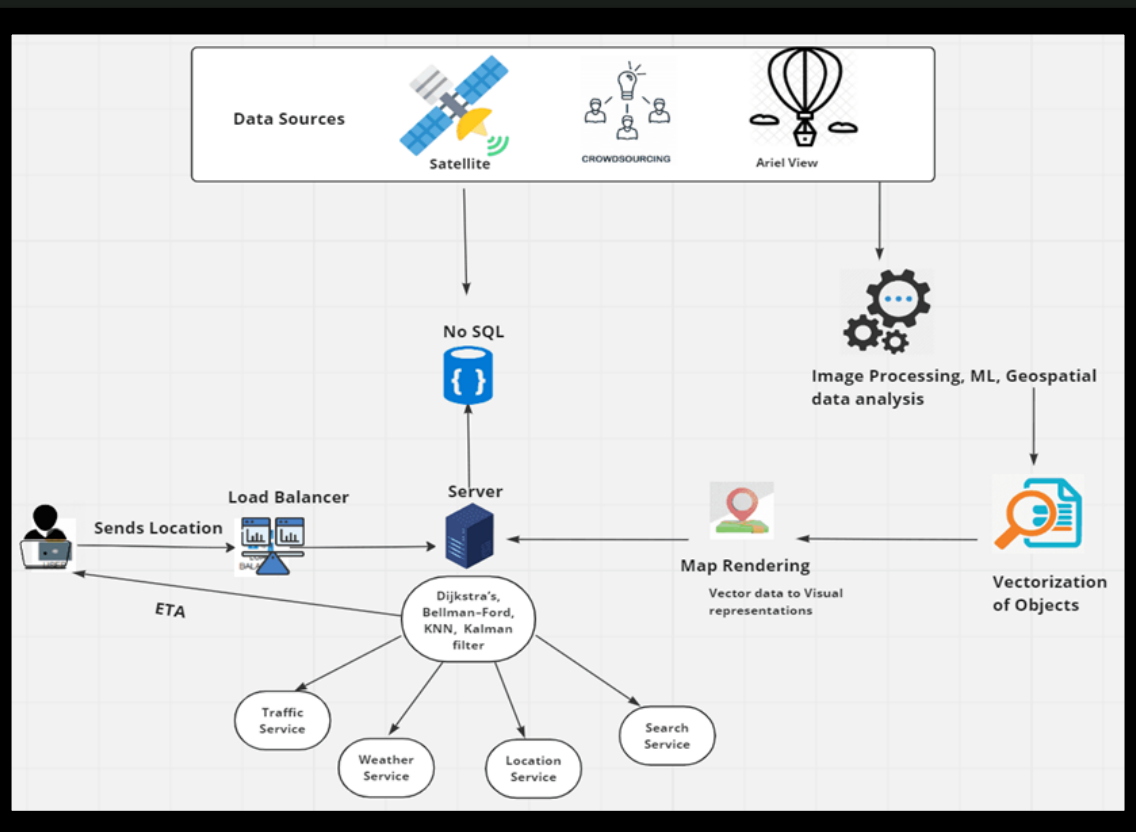 Data Sources
Satellite
CROWDSOURCING
Ariel View
No SQL
Image Processing, ML, Geospatial
data analysis
Server
Load Balancer
Sends Location
Map Rendering
Vector data to Visual
representations
Vectorization
of Objects
ETA
Dijkstra's,
Bellman–Ford,
KNN, Kalman
filter
Traffic
Service
Weather
Service
Location
Service
Search
Service